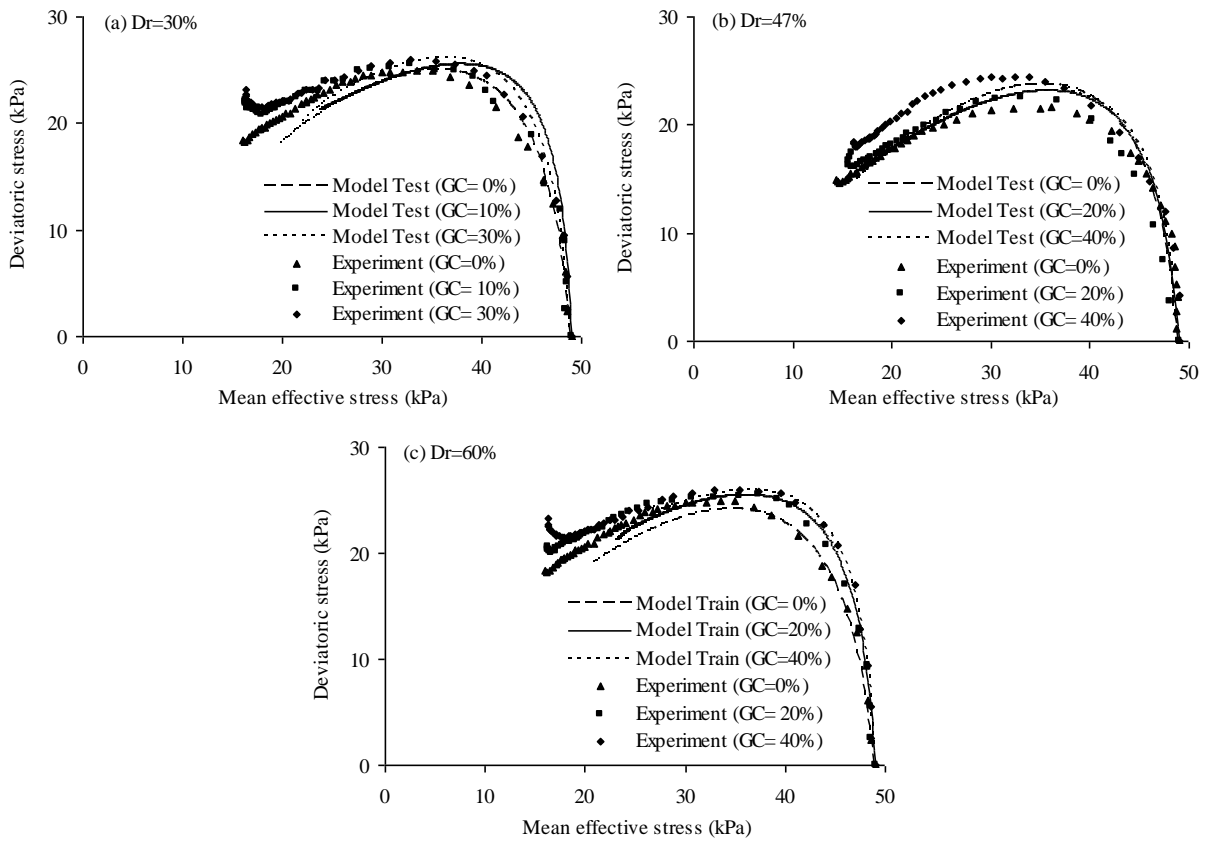 (a) Dr=30%
Deviatoric stress (kPa)
30
20
10
0
Model Test (GC= 0%)
Model Test (GC=10%)
Model Test (GC=30%)
Experiment (GC=0%)
Experiment (GC= 10%)
Experiment (GC= 30%)
0 10 20 30 40 50
Mean effective stress (kPa)
(b) Dr=47%
Deviatoric stress (kPa)
30
20
10
0
Model Test (GC= 0%)
Model Test (GC=20%)
Model Test (GC=40%)
Experiment (GC=0%)
Experiment (GC= 20%)
Experiment (GC= 40%)
0 10 20 30 40 50
Mean effective stress (kPa)
(c) Dr=60%
Deviatoric stress (kPa)
30
20
10
0
Model Train (GC= 0%)
Model Train (GC=20%)
Model Train (GC=40%)
Experiment (GC=0%)
Experiment (GC= 20%)
Experiment (GC= 40%)
0 10 20 30 40 50
Mean effective stress (kPa)